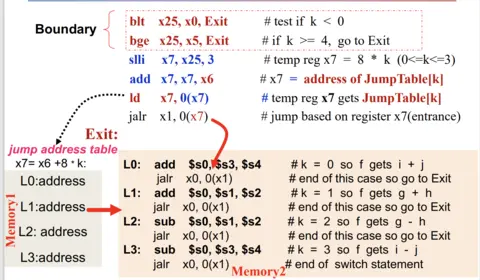 Boundary
blt x25, x0, Exit # test if k < 0
bge x25, x5, Exit # if k >= 4, go to Exit
slli x7, x25, 3 # temp reg x7 = 8 * k (0<=k<=3)
add x7, x7, x6 # x7 = address of JumpTable[k]
ld x7, 0(x7) # temp reg x7 gets JumpTable[k]
jalr x1, 0(x7) # jump based on register x7(entrance)
Exit:
jump address table
x7= x6 +8 * k:
L0:address
L1:address
L2: address
L3:address
Memory1
L0: add $s0, $s3, $s4 # k = 0 so f gets i + j
jalr x0, 0(x1) # end of this case so go to Exit
L1: add $s0, $s1, $s2 # k = 1 so f gets g + h
jalr x0, 0(x1) # end of this case so go to Exit
L2: sub $s0, $s1, $s2 # k = 2 so f gets g - h
jalr x0, 0(x1) # end of this case so go to Exit
L3: sub $s0, $s3, $s4 # k = 3 so f gets i - j
jalr x0, 0(x1) # end of switch statement
Memory2